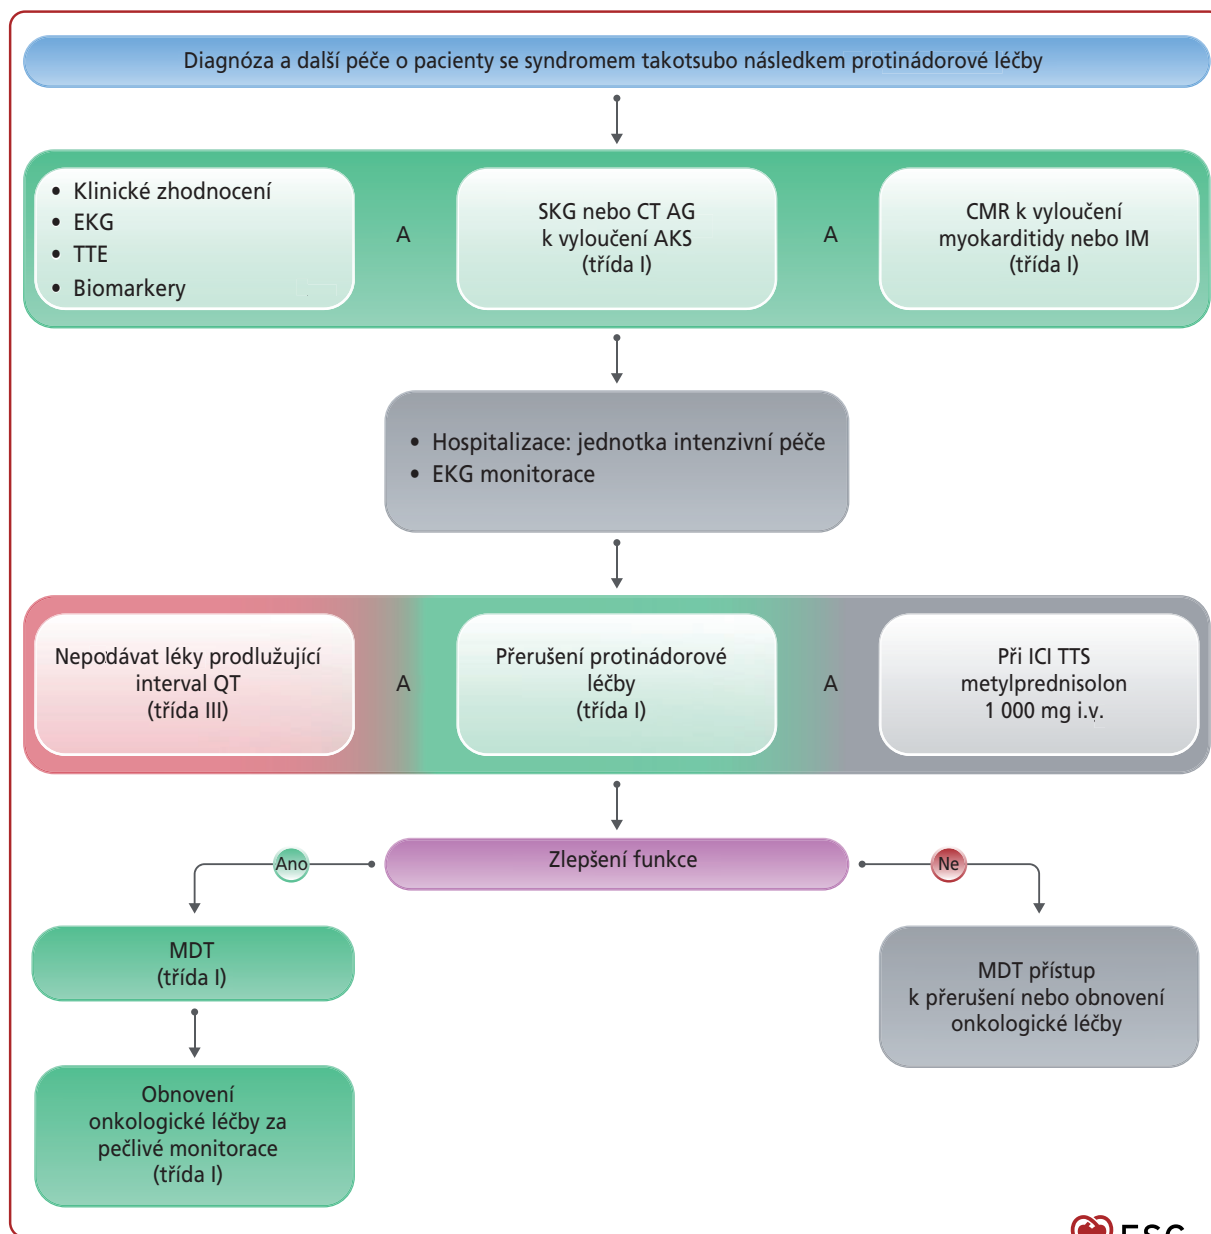 Diagnóza a další péče o pacienty se syndromem takotsubo následkem protinádorové léčby
• Klinické zhodnocení
• EKG
• TTE
• Biomarkery
A
SKG nebo CT AG
k vyloučení AKS
(třída I)
A
CMR k vyloučení
myokarditidy nebo IM
(třída I)
• Hospitalizace: jednotka intenzivní péče
• EKG monitorace
Nepodávat léky prodlužující
interval QT
(třída III)
A
Přerušení protinádorové
léčby
(třída I)
A
Při ICI TTS
metylprednisolon
1 000 mg i.v.
Zlepšení funkce
Ano
Ne
MDT
(třída I)
MDT přístup
k přerušení nebo obnovení
onkologické léčby
Obnovení
onkologické léčby za
pečlivé monitorace
(třída I)
ESC